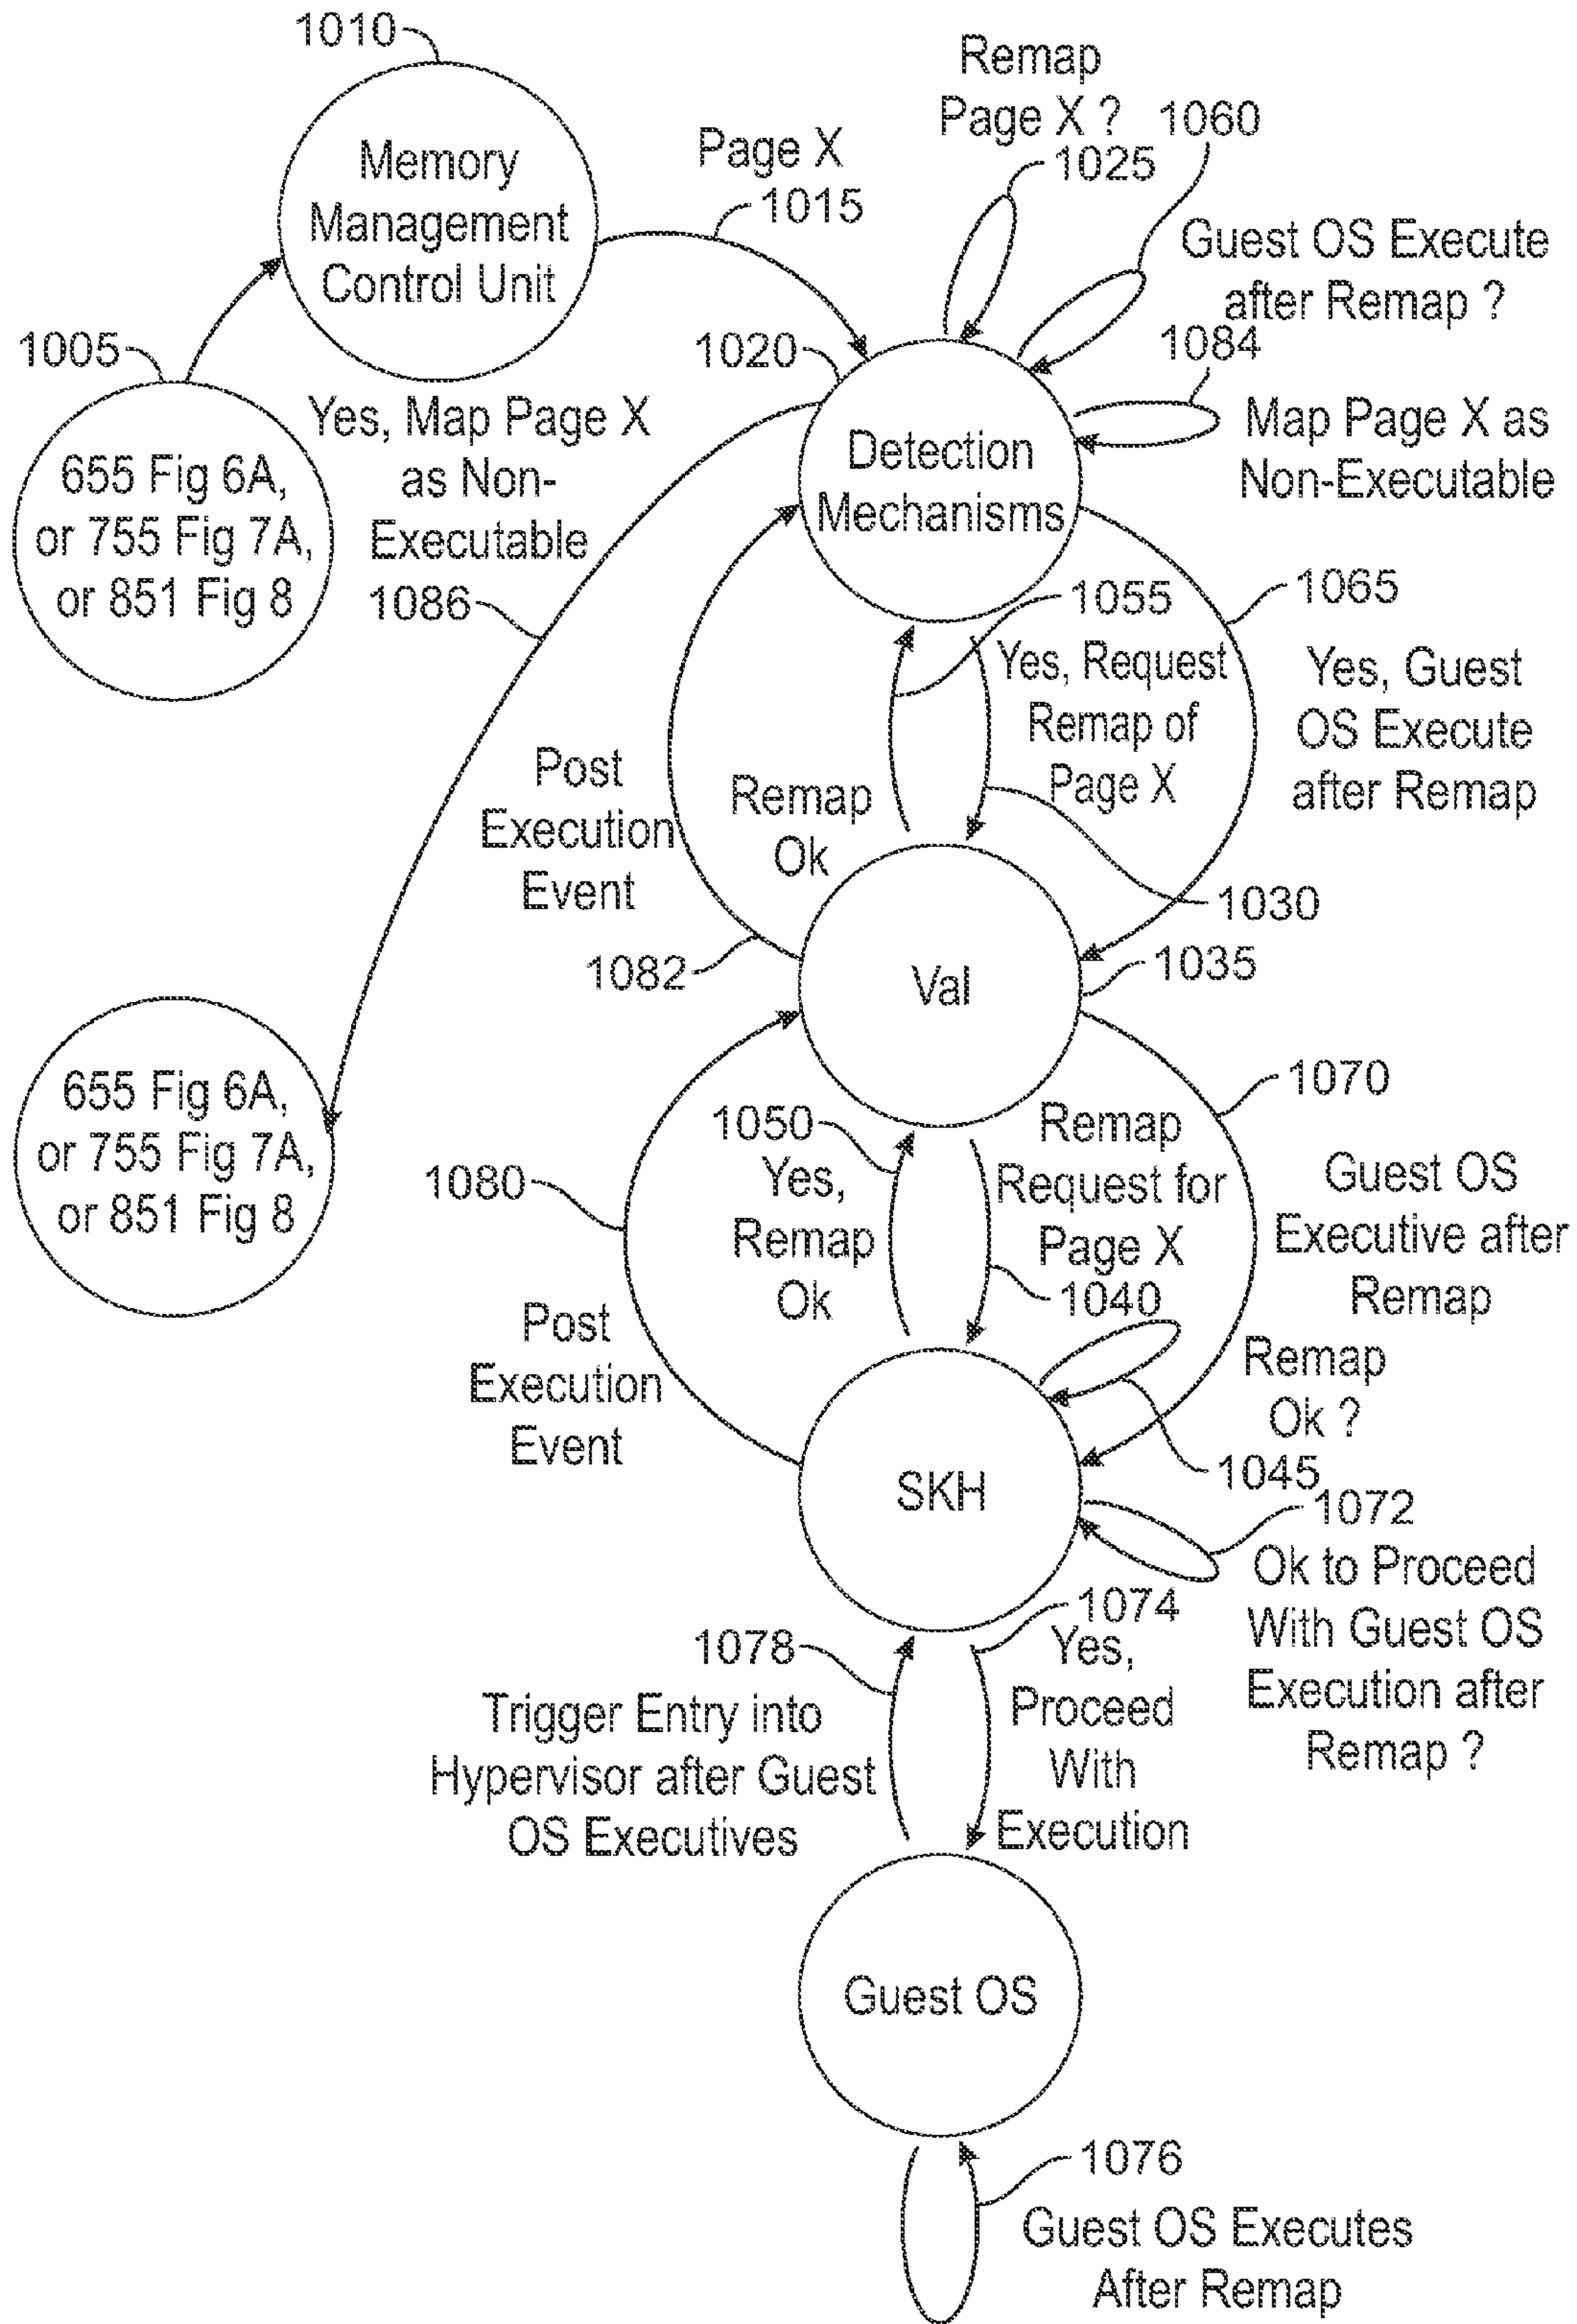 1010
Memory
Management
Control Unit
Page X
1015
Remap
Page X ?
1025
1060
Guest OS Execute
after Remap ?
1084
Map Page X as
Non-Executable
1005
655 Fig 6A,
or 755 Fig 7A,
or 851 Fig 8
Yes, Map Page X
as Non-
Executable
1086
1020
Detection
Mechanisms
1055
Yes, Request
Remap of
Page X
1065
Yes, Guest
OS Execute
after Remap
Post
Execution
Event
1082
Remap
Ok
1030
Val
1035
655 Fig 6A,
or 755 Fig 7A,
or 851 Fig 8
1080
1050
Yes,
Remap
Ok
Remap
Request for
Page X
1040
1070
Guest OS
Executive after
Remap
Post
Execution
Event
Remap
Ok ?
1045
SKH
1072
Ok to Proceed
With Guest OS
Execution after
Remap ?
1078
Trigger Entry into
Hypervisor after Guest
OS Executives
1074
Yes,
Proceed
With
Execution
Guest OS
1076
Guest OS Executes
After Remap